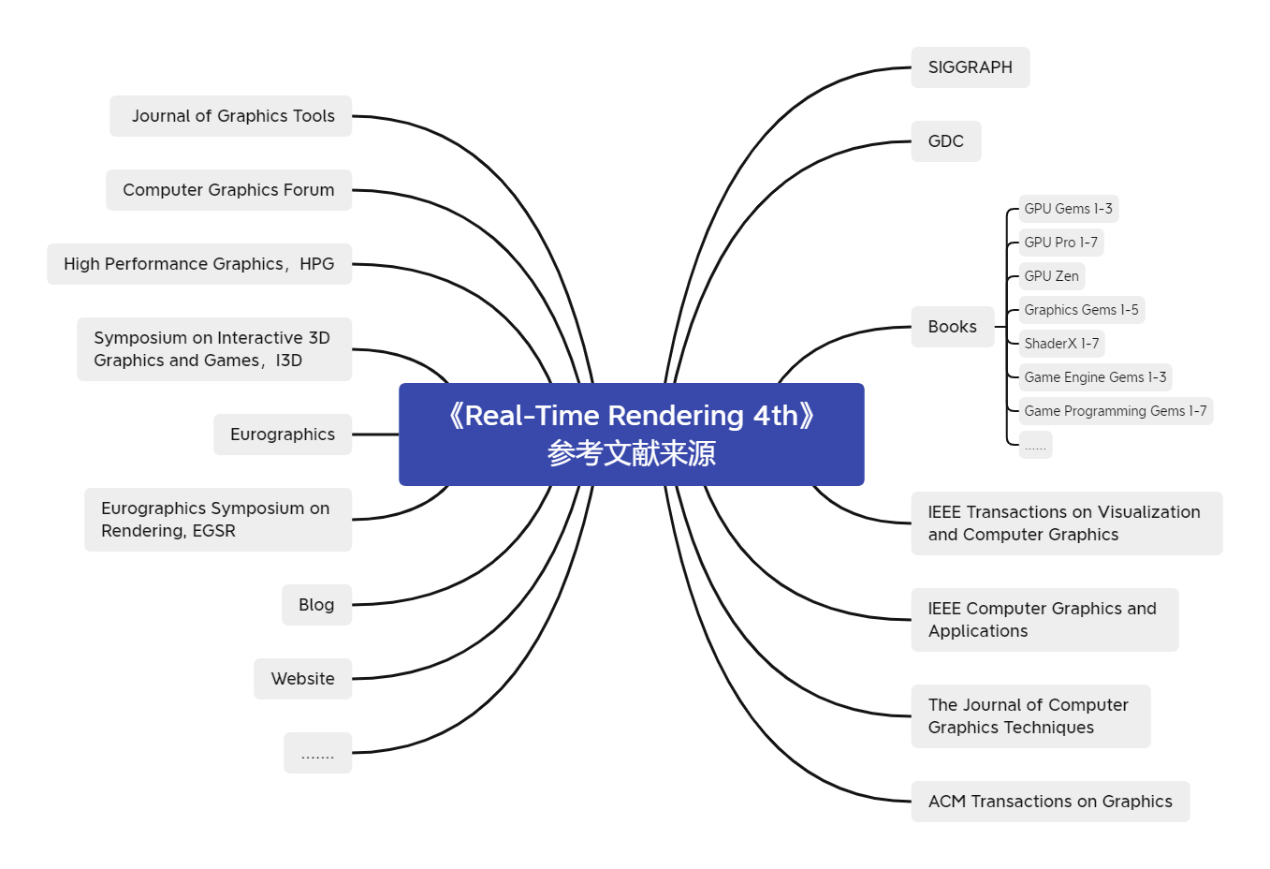 《Real-Time Rendering 4th》
参考文献来源
SIGGRAPH
GDC
Books
GPU Gems 1-3
GPU Pro 1-7
GPU Zen
Graphics Gems 1-5
ShaderX 1-7
Game Engine Gems 1-3
Game Programming Gems 1-7
......
IEEE Transactions on Visualization
and Computer Graphics
IEEE Computer Graphics and
Applications
The Journal of Computer
Graphics Techniques
ACM Transactions on Graphics
Journal of Graphics Tools
Computer Graphics Forum
High Performance Graphics，HPG
Symposium on Interactive 3D
Graphics and Games，I3D
Eurographics
Eurographics Symposium on
Rendering, EGSR
Blog
Website
.......